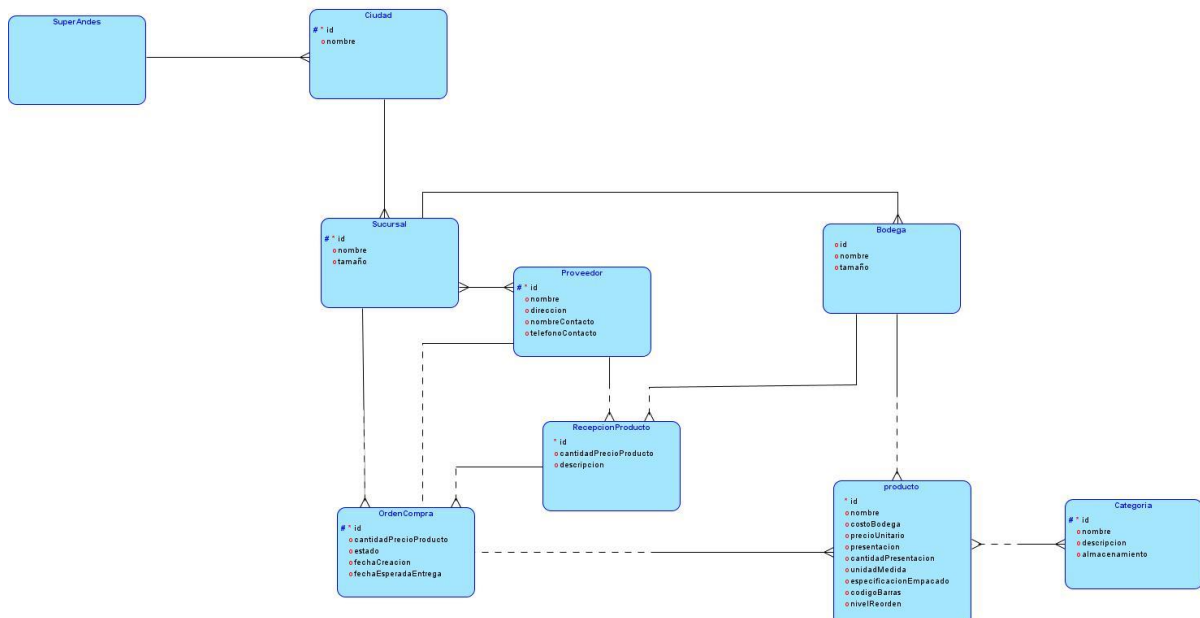 SuperAndes
Ciudad
# * id
o nombre
Sucursal
# * id
o nombre
o tamaño
Proveedor
# * id
o nombre
o direccion
o nombreContacto
o telefonoContacto
Bodega
o id
o nombre
o tamaño
RecepcionProducto
* id
o cantidadPrecioProducto
o descripcion
OrdenCompra
# * id
o cantidadPrecioProducto
o estado
o fechaCreacion
o fechaEsperadaEntrega
producto
* id
o nombre
o costoBodega
o precioUnitario
o presentacion
o cantidadPresentacion
o unidadMedida
o especificacionEmpacado
o codigoBarras
o nivelReorden
Categoria
# * id
o nombre
o descripcion
o almacenamiento